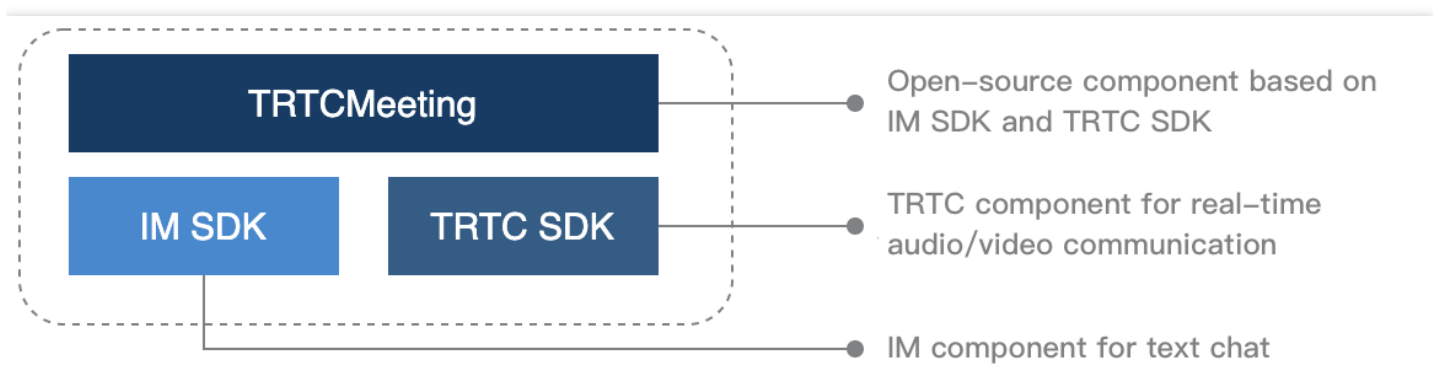 TRTCMeeting
Open-source component based on
IM SDK and TRTC SDK
IM SDK
TRTC SDK
TRTC component for real-time
audio/video communication
IM component for text chat